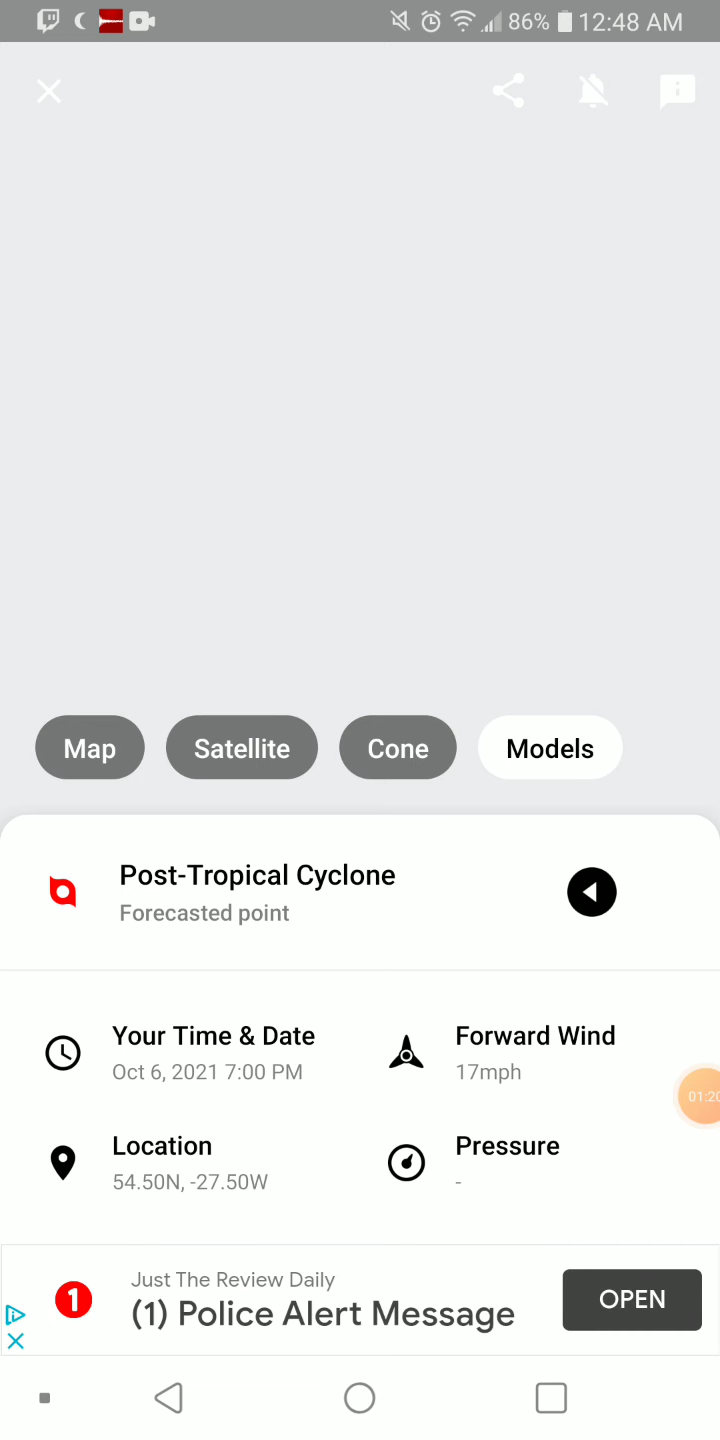 86% 12:48 AM
Map Satellite Cone Models
Post-Tropical Cyclone
Forecasted point
Your Time & Date Forward Wind
Oct 6, 2021 7:00 PM 17mph
Location Pressure
54.50N, -27.50W -
Just The Review Daily
1 (1) Police Alert Message OPEN